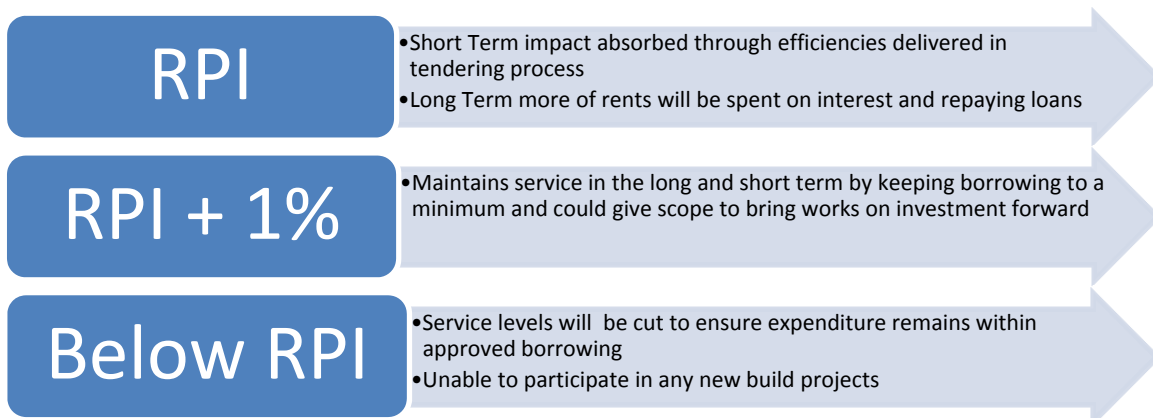 RPI
•Short Term impact absorbed through efficiencies delivered in
tendering process
•Long Term more of rents will be spent on interest and repaying loans
RPI + 1%
•Maintains service in the long and short term by keeping borrowing to a
minimum and could give scope to bring works on investment forward
Below RPI
•Service levels will  be cut to ensure expenditure remains within
approved borrowing
•Unable to participate in any new build projects